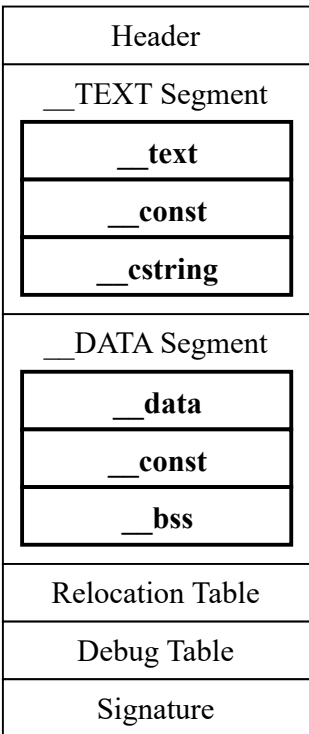 Header
__TEXT Segment
__text
__const
__cstring
__DATA Segment
__data
__const
__bss
Relocation Table
Debug Table
Signature